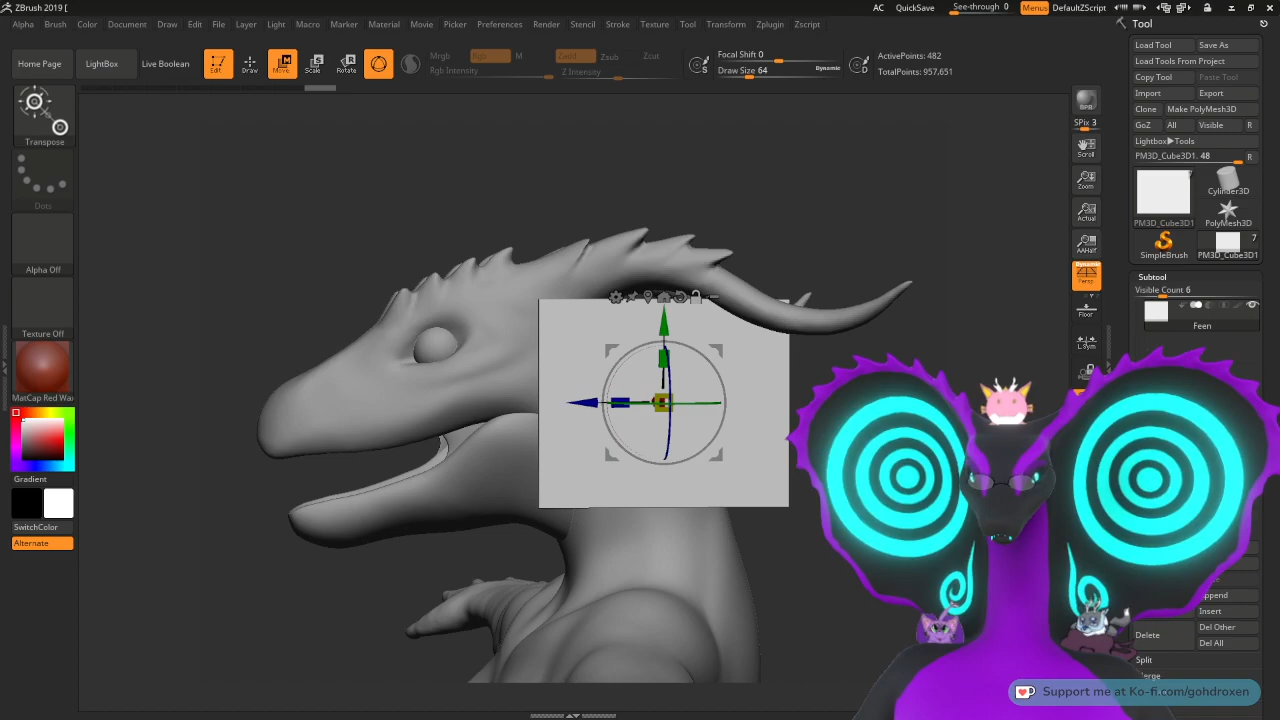 ZBrush 2019 [
AC QuickSave See-through 0 Menus DefaultZScript
Alpha Brush Color Document Draw Edit File Layer Light Macro Marker Material Movie Picker Preferences Render Stencil Stroke Texture Tool Transform Zplugin Zscript
Tool
Home Page LightBox Live Boolean Edit Draw Move Scale Rotate
Mrgb Rgb M Zadd Zsub Zcut
Rgb Intensity Z Intensity
Focal Shift 0
Draw Size 64 Dynamic
ActivePoints: 482
TotalPoints: 957,651
Load Tool Save As
Load Tools From Project
Copy Tool Paste Tool
Import Export
Clone Make PolyMesh3D
GoZ All Visible R
Lightbox▶Tools
PM3D_Cube3D1. 48 R
Cylinder3D
PM3D_Cube3D1 PolyMesh3D
7
SimpleBrush PM3D_Cube3D1
Subtool
Visible Count 6
Feen
Transpose
Dots
Alpha Off
Texture Off
MatCap Red Wa
Gradient
SwitchColor
Alternate
BPR
SPix 3
Scroll
Zoom
Actual
AAHalf
Dynamic
Persp
Floor
L.Sym
Append
Insert
Delete Del Other
Del All
Split
Merge
Support me at Ko-fi.com/gohdroxen